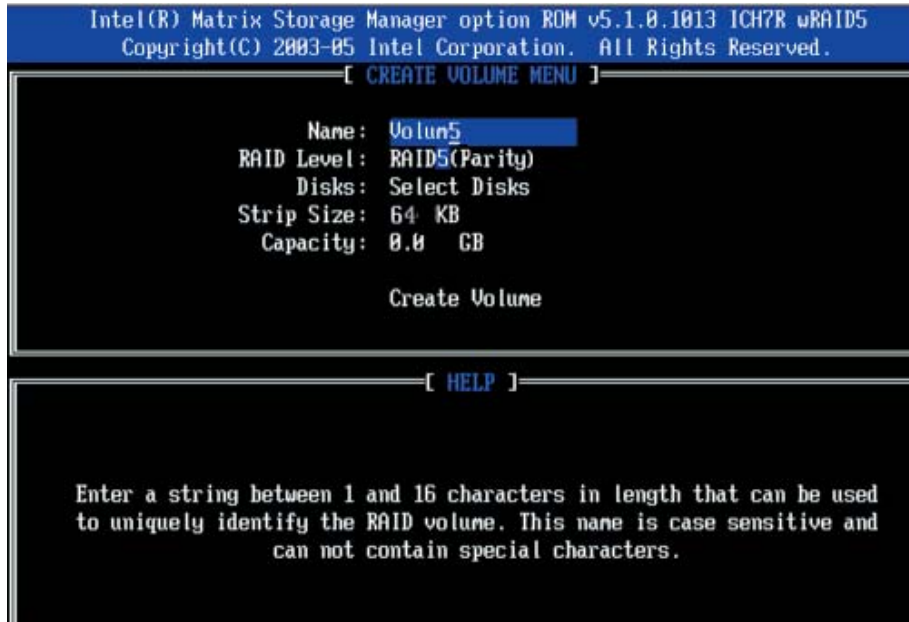 Intel(R) Matrix Storage Manager option ROM v5.1.0.1013 ICH7R wRAID5
Copyright(C) 2003-05 Intel Corporation. All Rights Reserved.
[ CREATE VOLUME MENU ]
Name: Volum5
RAID Level: RAID5(Parity)
Disks: Select Disks
Strip Size: 64 KB
Capacity: 0.0 GB
Create Volume
[ HELP ]
Enter a string between 1 and 16 characters in length that can be used
to uniquely identify the RAID volume. This name is case sensitive and
can not contain special characters.